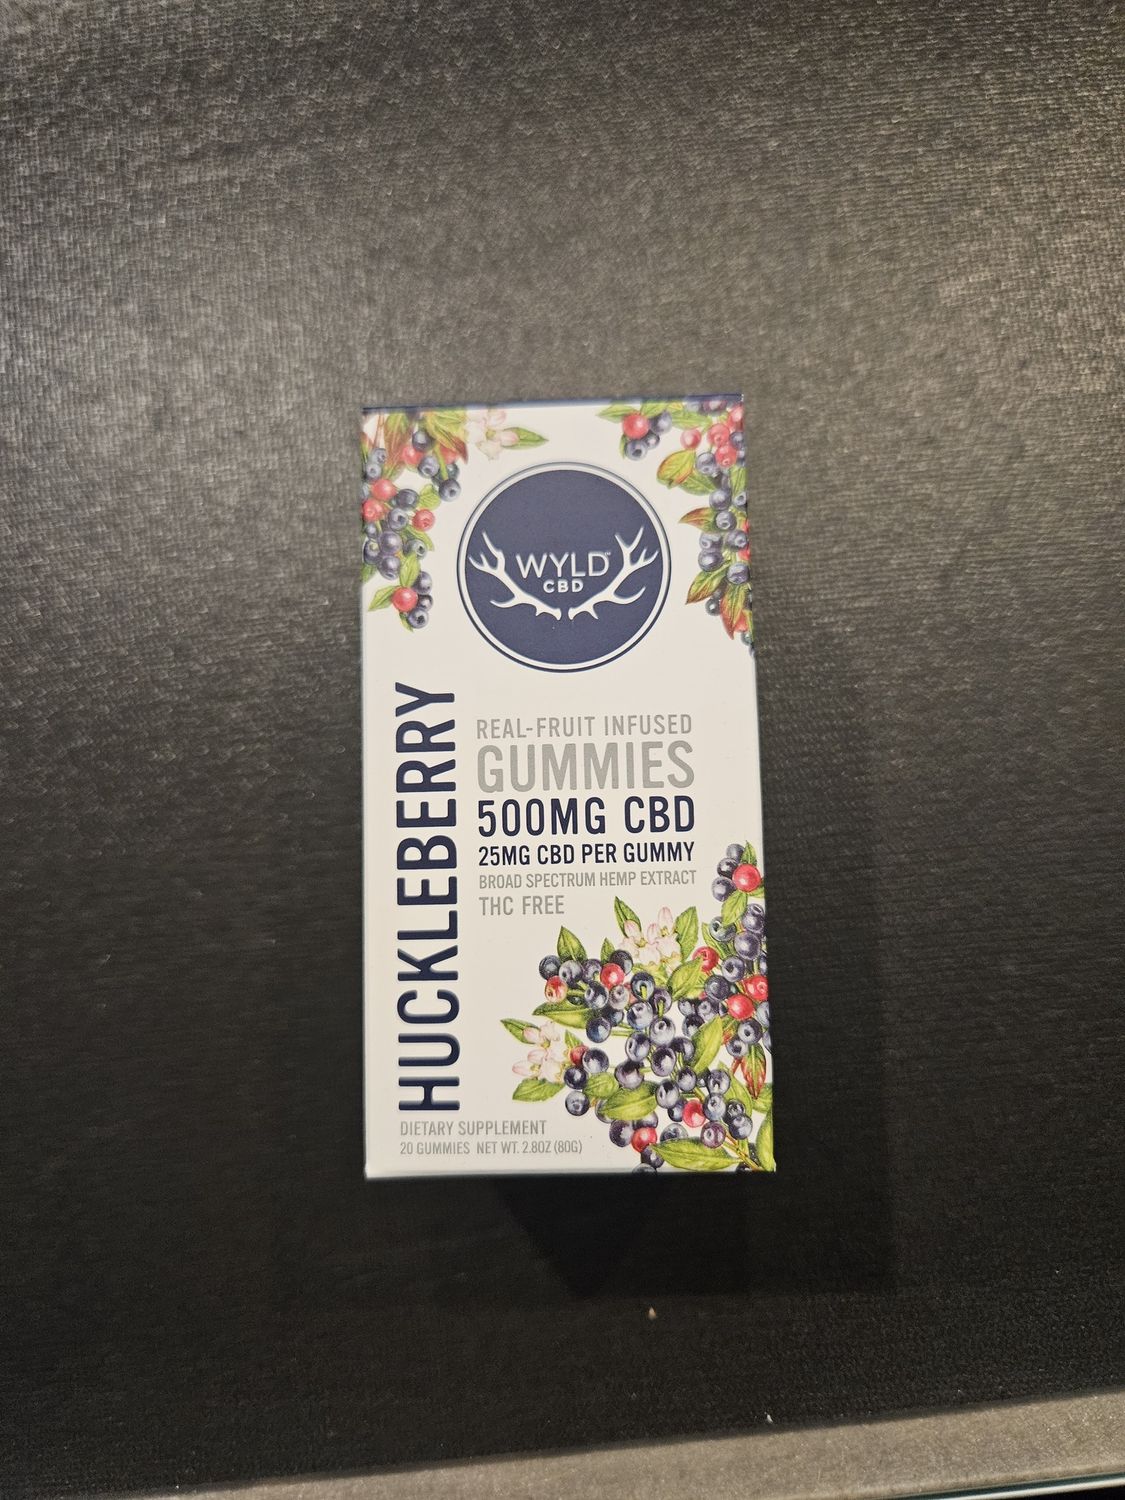 WYLD™
CBD
HUCKLEBERRY
REAL-FRUIT INFUSED
GUMMIES
500MG CBD
25MG CBD PER GUMMY
BROAD SPECTRUM HEMP EXTRACT
THC FREE
DIETARY SUPPLEMENT
20 GUMMIES NET WT. 2.8OZ (80G)